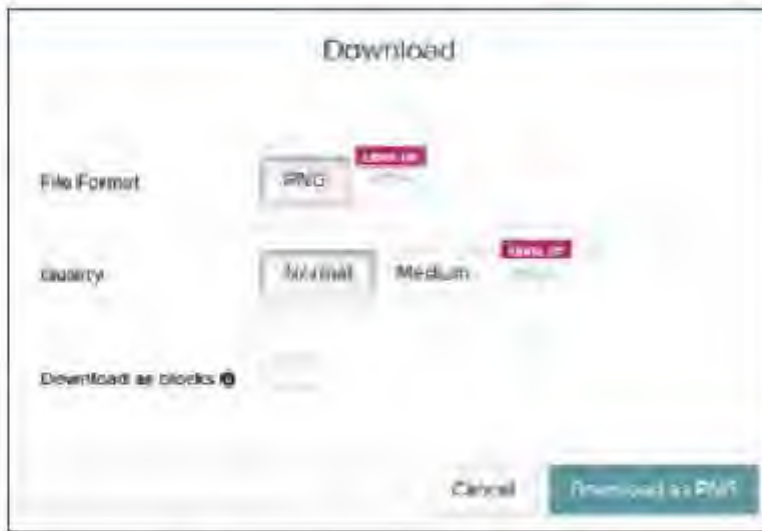 Download
File Format PNG
Quality Normal Medium
Download as blocks
Cancel Download as PNG